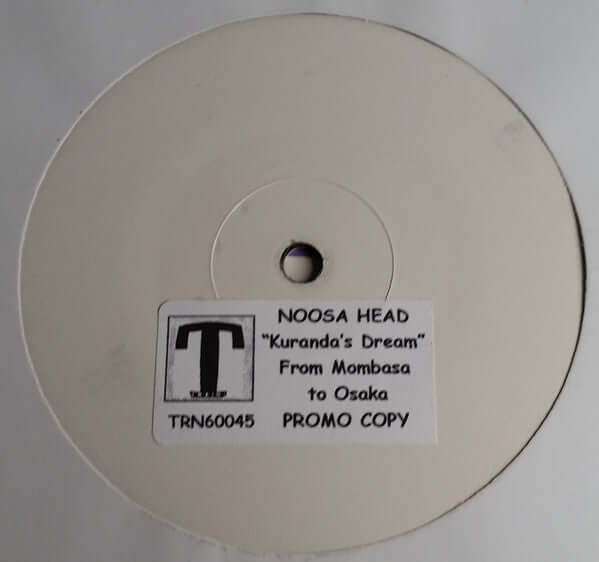 NOOSA HEAD
"Kuranda's Dream"
From Mombasa
to Osaka
T
TRN60045 PROMO COPY